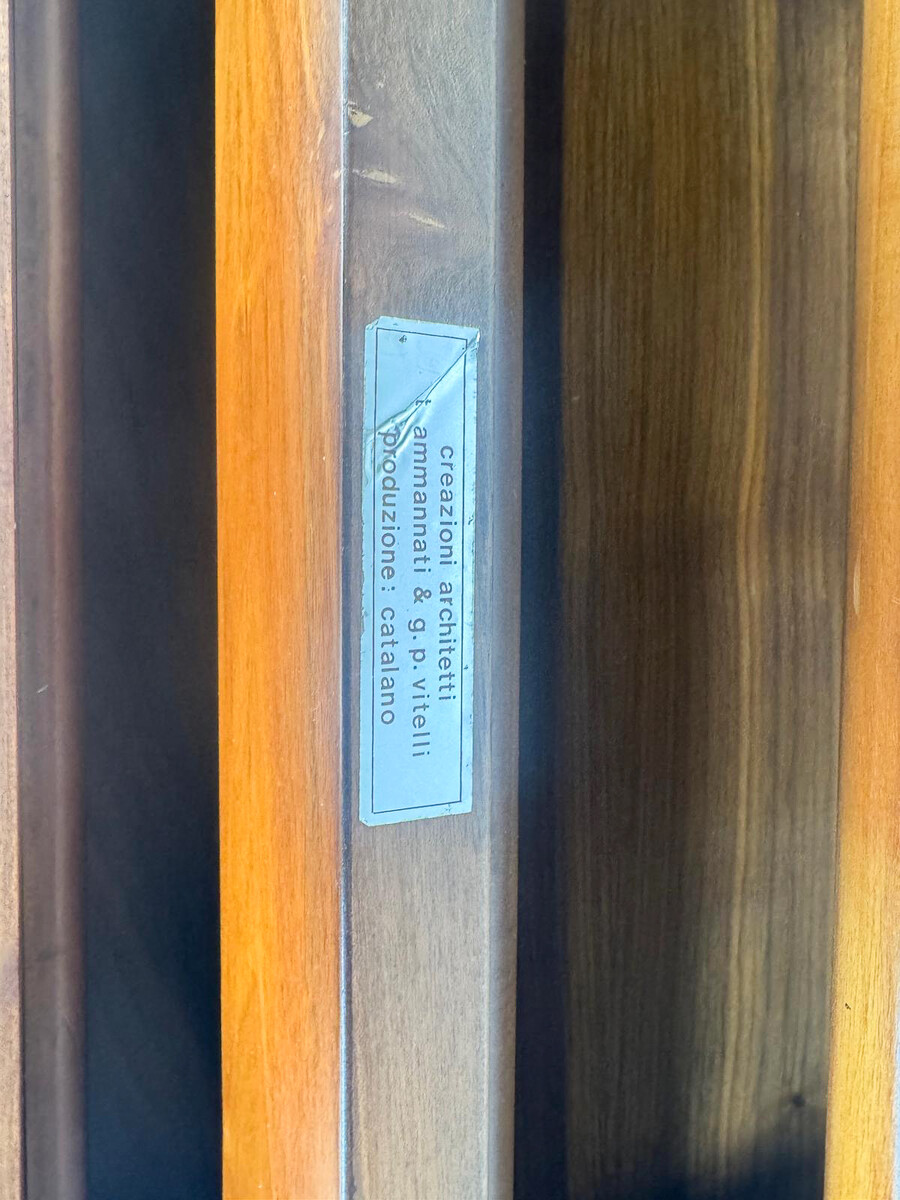 creazioni architetti
t. ammannati & g.p.vitelli
produzione: catalano